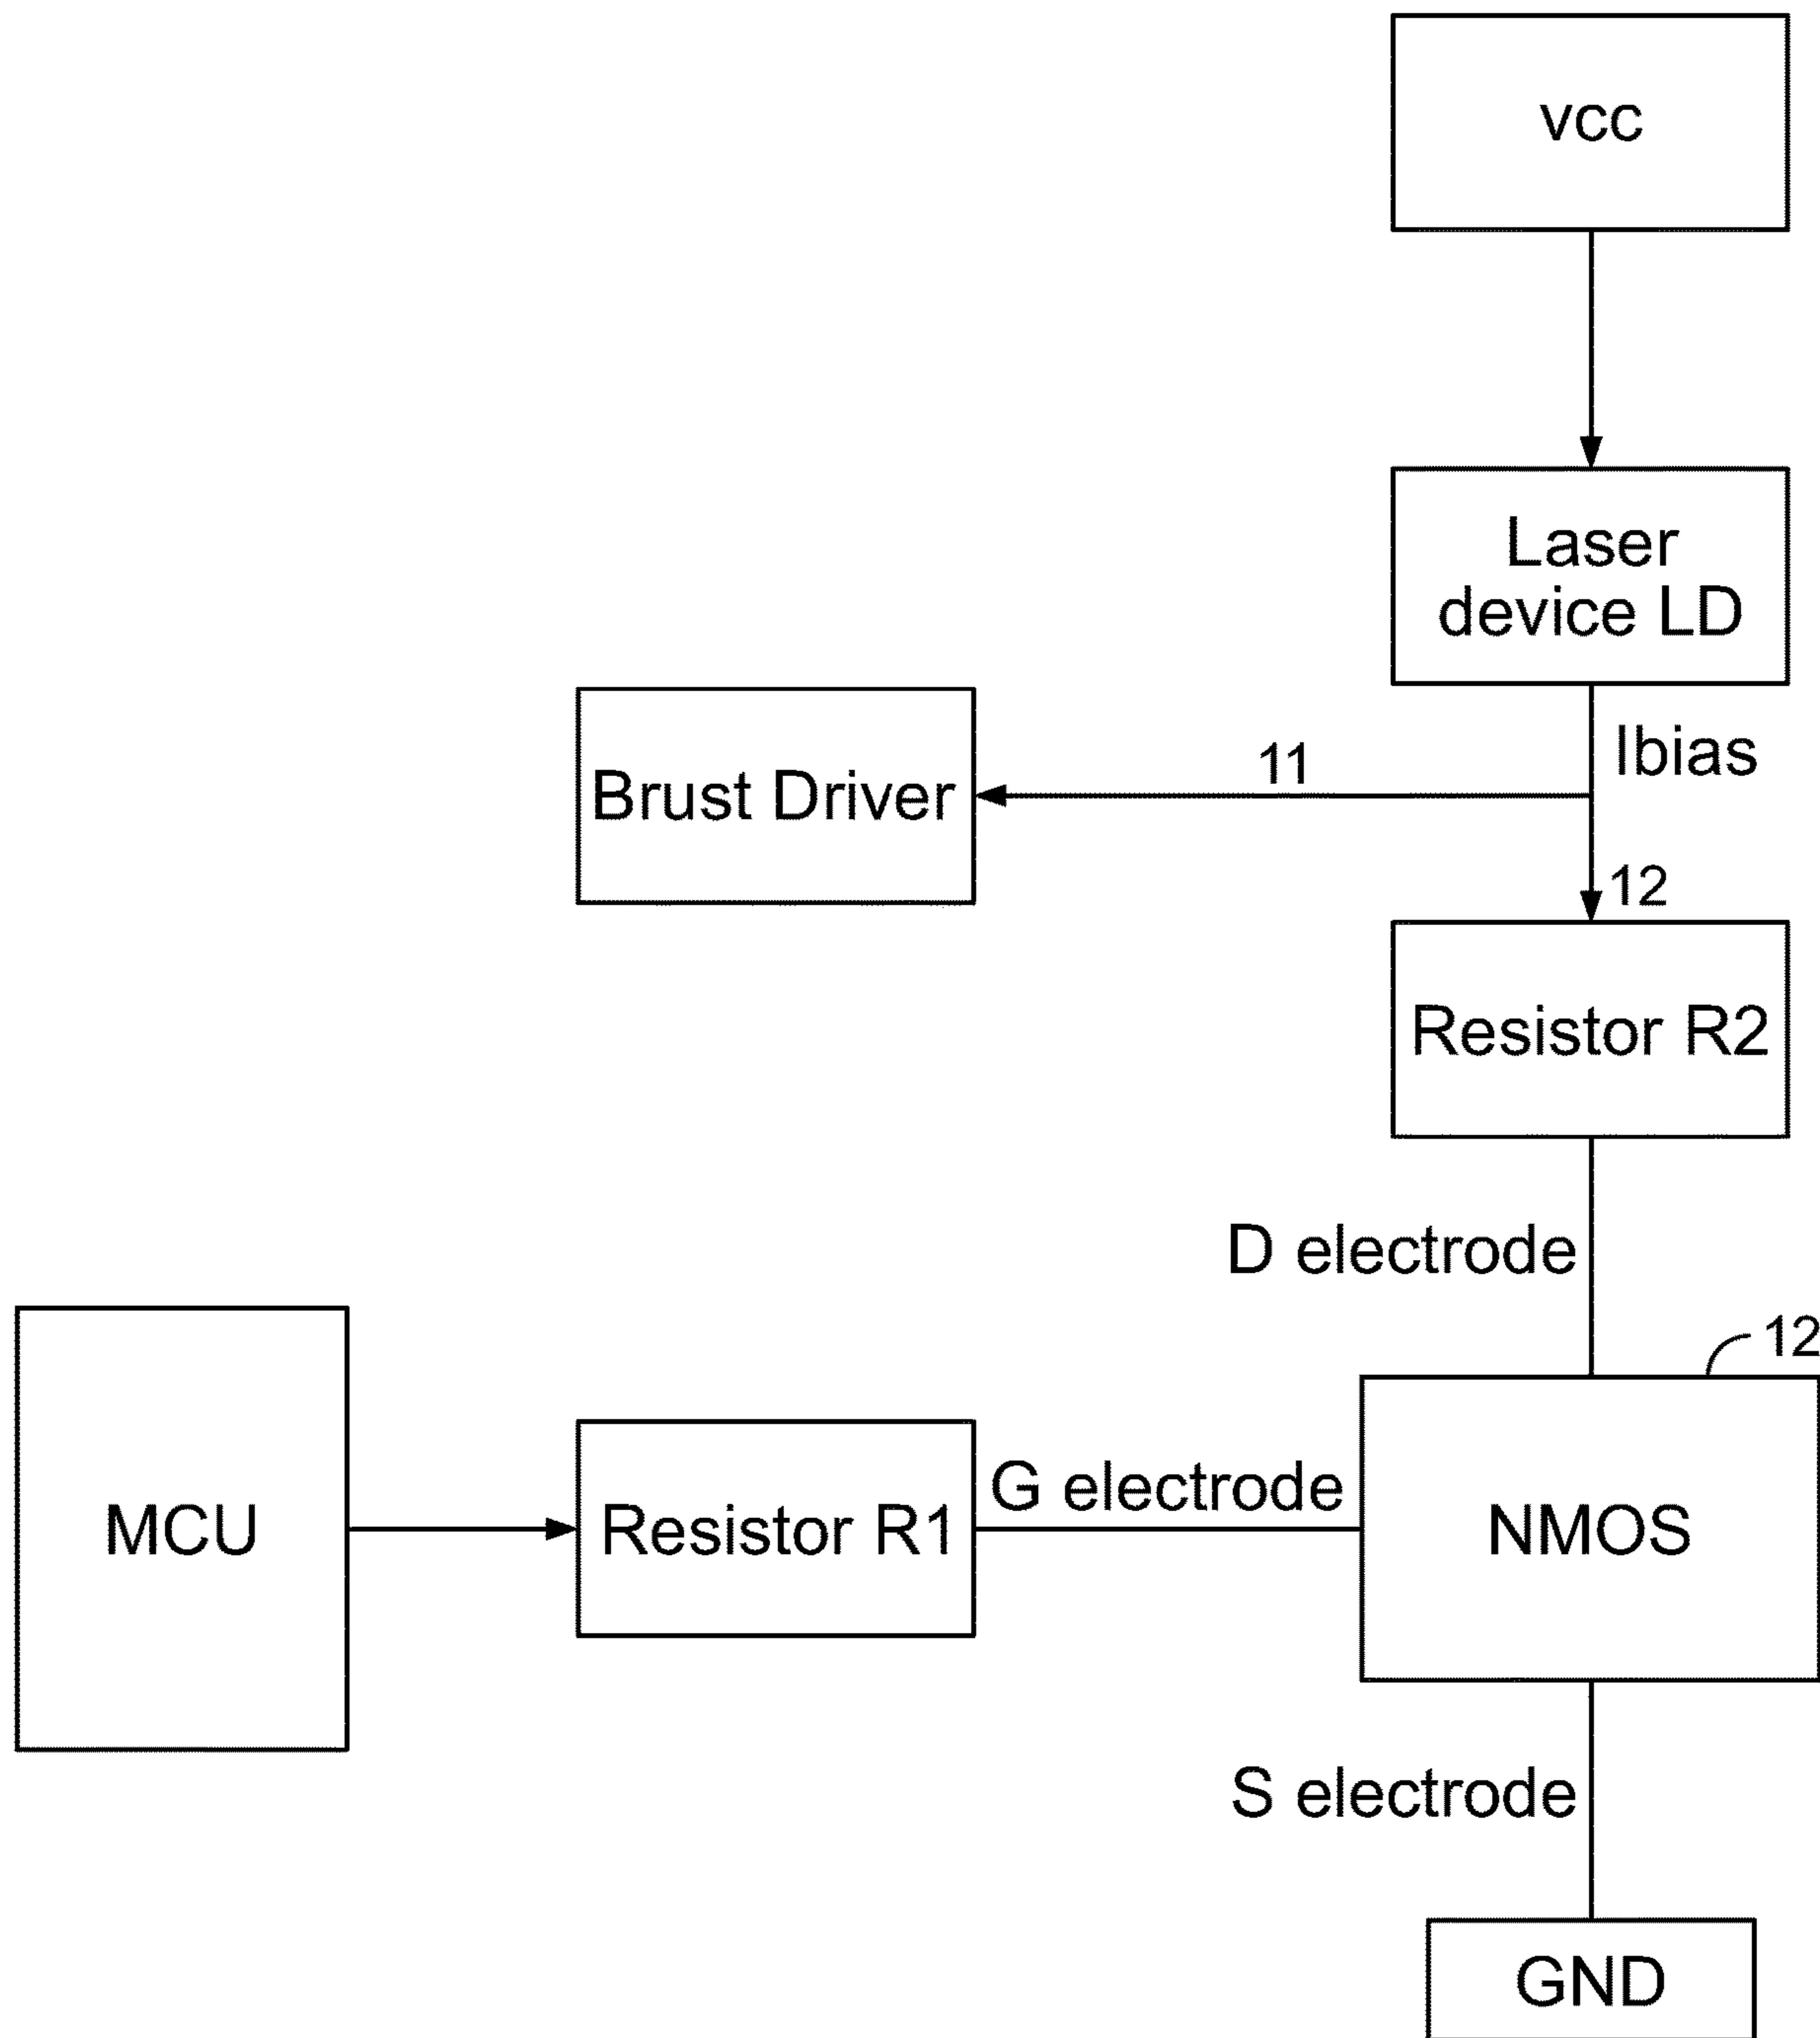 vcc
Laser
device LD
Ibias
11
Brust Driver
12
Resistor R2
D electrode
12
MCU
Resistor R1
G electrode
NMOS
S electrode
GND